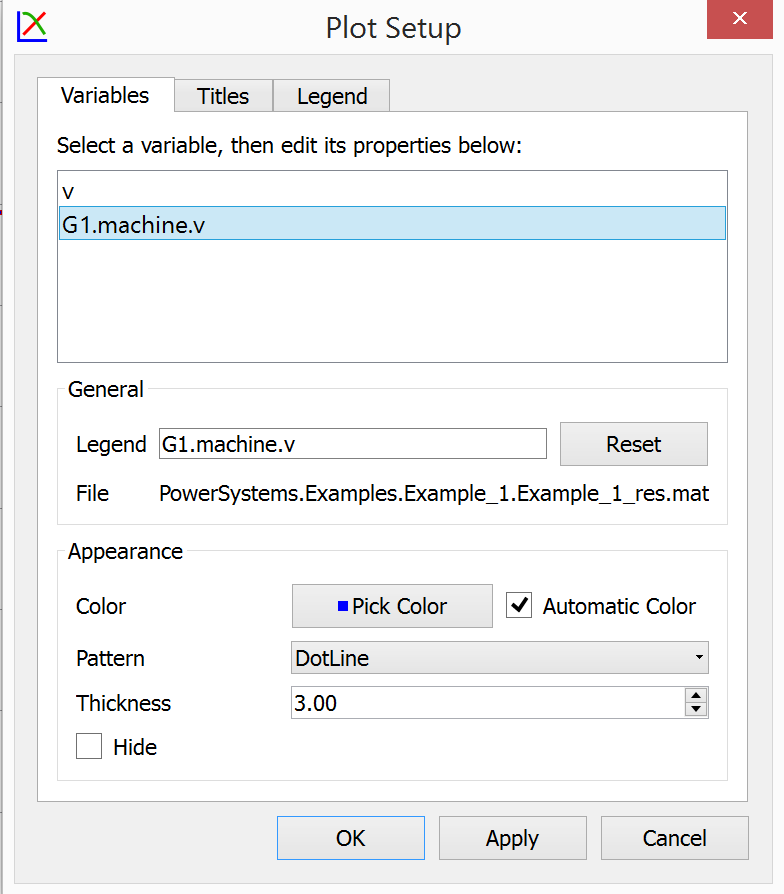 Plot Setup
Variables Titles Legend
Select a variable, then edit its properties below:
v
G1.machine.v
General
Legend G1.machine.v Reset
File PowerSystems.Examples.Example_1.Example_1_res.mat
Appearance
Color Pick Color Automatic Color
Pattern DotLine
Thickness 3.00
Hide
OK Apply Cancel